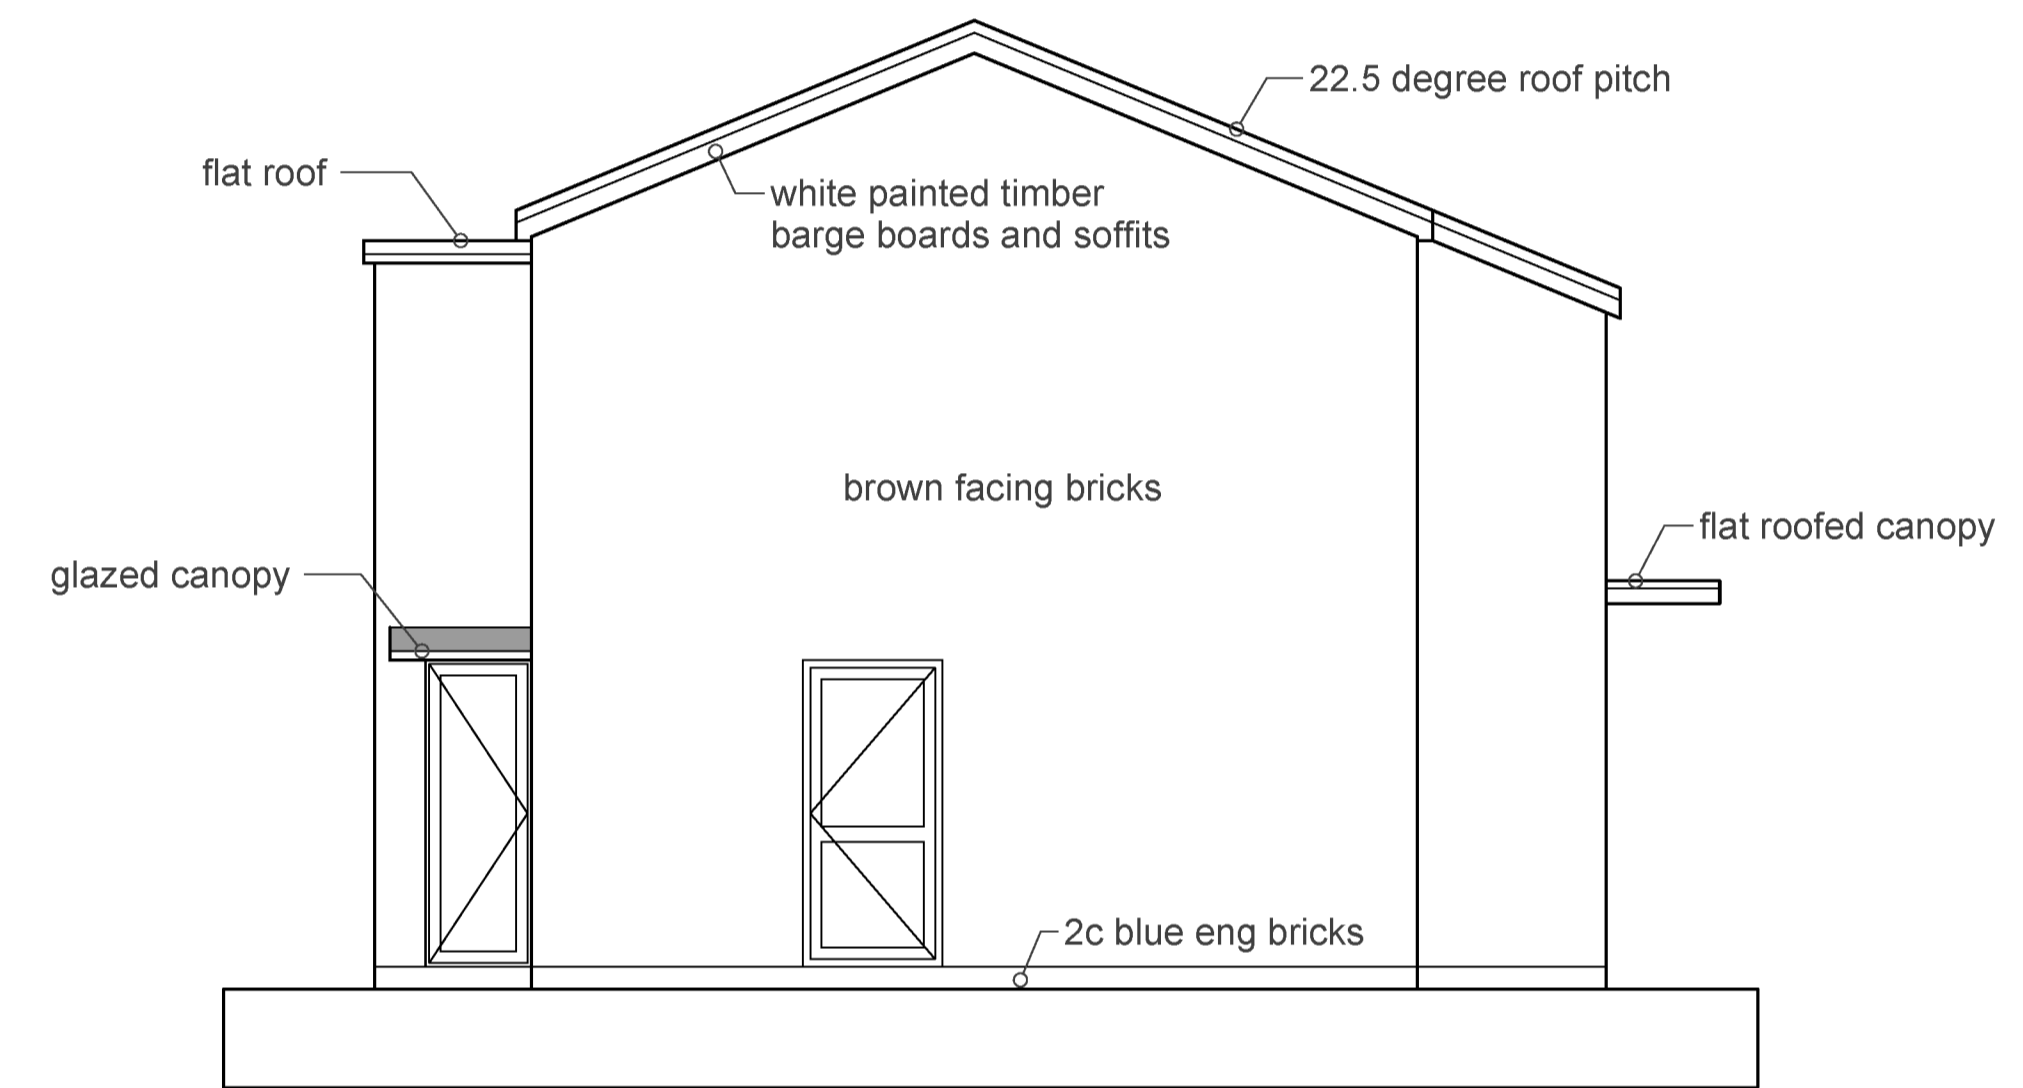 22.5 degree roof pitch
flat roof
white painted timber
barge boards and soffits
brown facing bricks
flat roofed canopy
glazed canopy
2c blue eng bricks